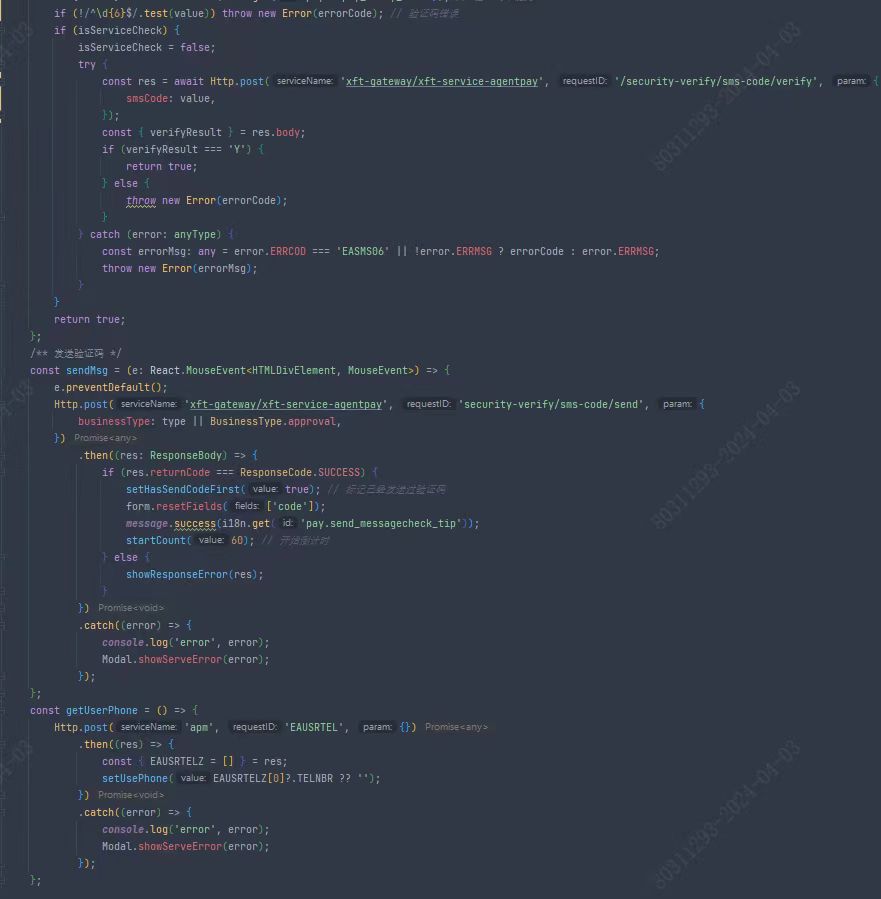 if (!/^\d{6}$/.test(value)) throw new Error(errorCode); // 验证码错误
if (isServiceCheck) {
isServiceCheck = false;
try {
const res = await Http.post( serviceName: 'xft-gateway/xft-service-agentpay', requestID: '/security-verify/sms-code/verify', param: {
smsCode: value,
});
const { verifyResult } = res.body;
if (verifyResult === 'Y') {
return true;
} else {
throw new Error(errorCode);
}
} catch (error: anyType) {
const errorMsg: any = error.ERRCOD === 'EASMS06' || !error.ERRMSG ? errorCode : error.ERRMSG;
throw new Error(errorMsg);
}
}
return true;
};
/** 发送验证码 */
const sendMsg = (e: React.MouseEvent<HTMLDivElement, MouseEvent>) => {
e.preventDefault();
Http.post( serviceName: 'xft-gateway/xft-service-agentpay', requestID: 'security-verify/sms-code/send', param: {
businessType: type || BusinessType.approval,
}) Promise<any>
.then((res: ResponseBody) => {
if (res.returnCode === ResponseCode.SUCCESS) {
setHasSendCodeFirst( value: true); // 标记已经发送过验证码
form.resetFields( fields: ['code']);
message.success(i18n.get( id: 'pay.send_messagecheck_tip'));
startCount( value: 60); // 开始倒计时
} else {
showResponseError(res);
}
}) Promise<void>
.catch((error) => {
console.log('error', error);
Modal.showServeError(error);
});
};
const getUserPhone = () => {
Http.post( serviceName: 'apm', requestID: 'EAUSRTEL', param: {}) Promise<any>
.then((res) => {
const { EAUSRTELZ = [] } = res;
setUsePhone( value: EAUSRTELZ[0]?.TELNBR ?? '');
}) Promise<void>
.catch((error) => {
console.log('error', error);
Modal.showServeError(error);
});
};
80311293-2024-04-03
80311293-2024-04-03
80311293-2024-04-03